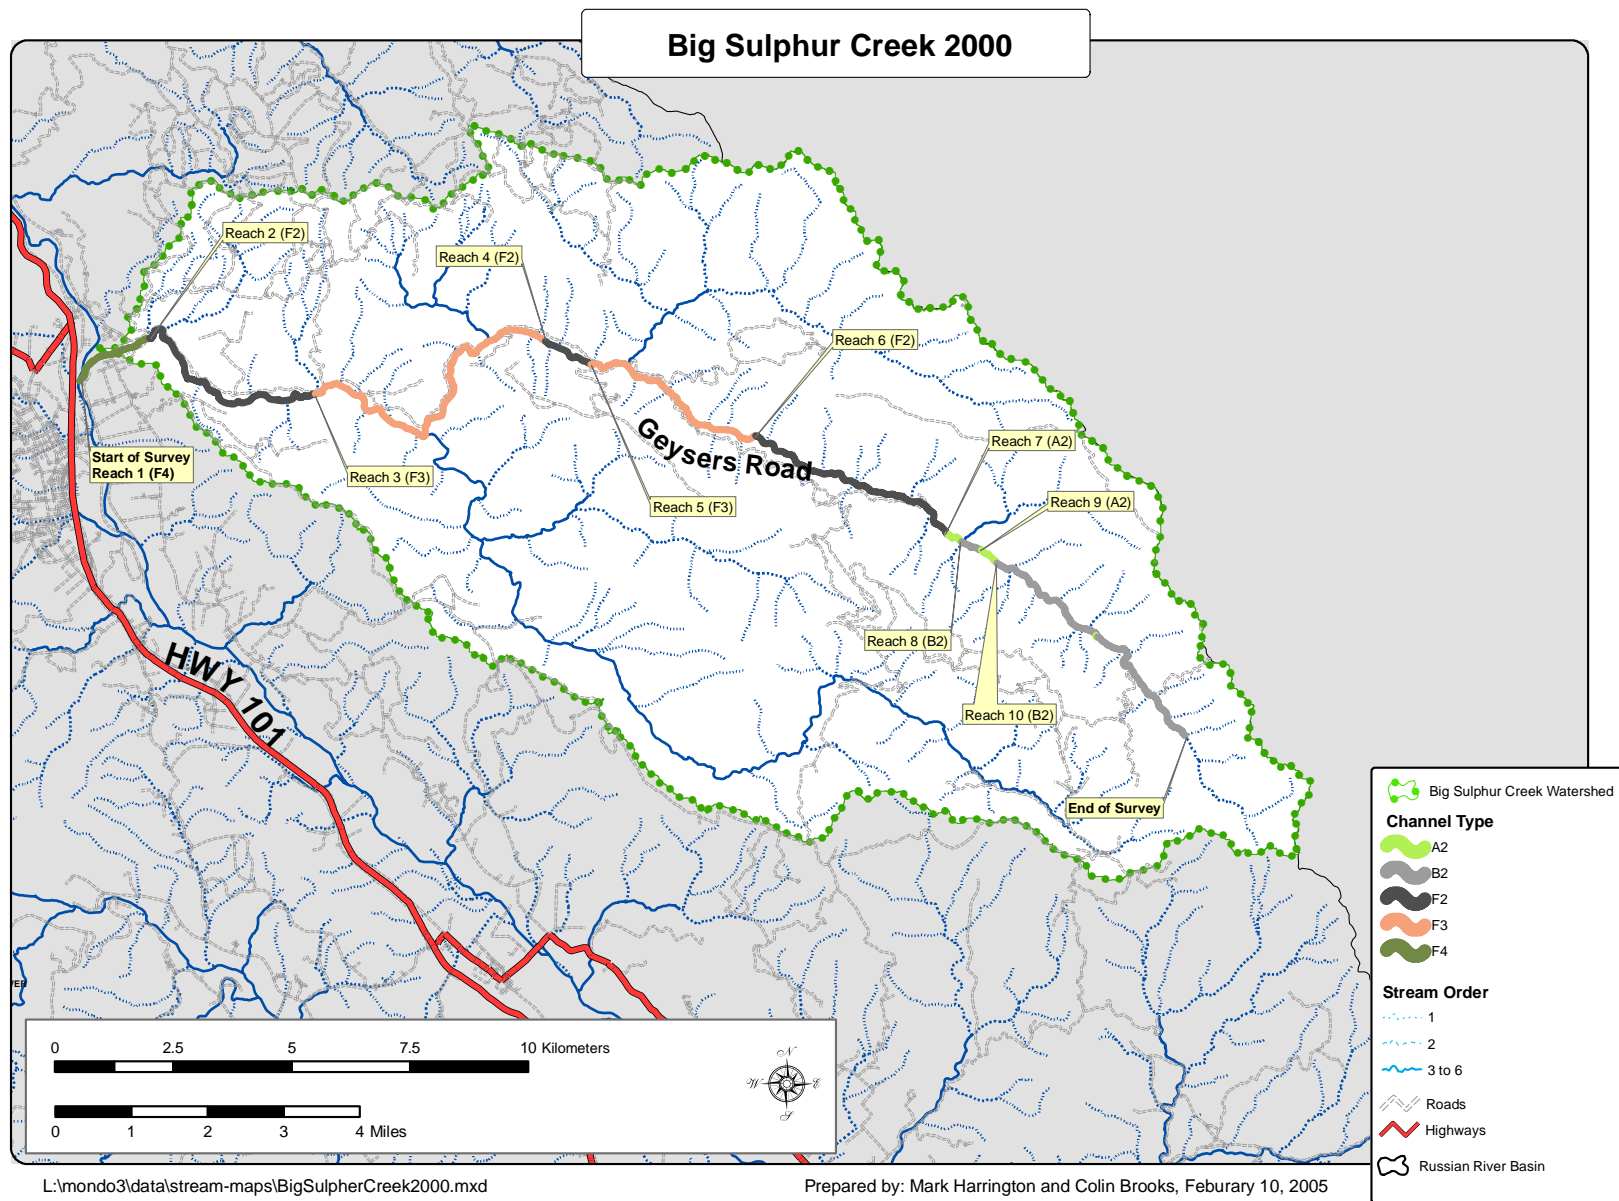 Big Sulphur Creek 2000
Reach 2 (F2)
Reach 4 (F2)
Reach 6 (F2)
Geysers Road
Reach 7 (A2)
Start of Survey
Reach 1 (F4)
Reach 3 (F3)
Reach 5 (F3)
Reach 9 (A2)
Reach 8 (B2)
HWY 101
Reach 10 (B2)
End of Survey
Big Sulphur Creek Watershed
Channel Type
A2
B2
F2
F3
F4
Stream Order
1
2
3 to 6
Roads
Highways
Russian River Basin
VER
0 2.5 5 7.5 10 Kilometers
N
W E
S
0 1 2 3 4 Miles
L:\mondo3\data\stream-maps\BigSulpherCreek2000.mxd
Prepared by: Mark Harrington and Colin Brooks, Feburary 10, 2005